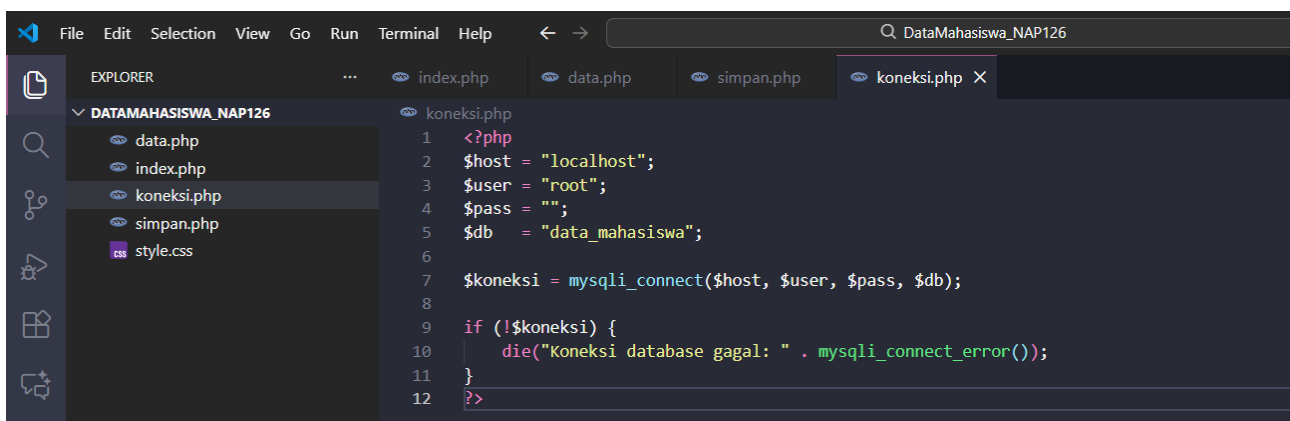 File Edit Selection View Go Run Terminal Help ← → DataMahasiswa_NAP126
EXPLORER ...
DATAMAHASISWA_NAP126
data.php
index.php
koneksi.php
simpan.php
css style.css
index.php data.php simpan.php koneksi.php ×
koneksi.php
1 <?php
2 $host = "localhost";
3 $user = "root";
4 $pass = "";
5 $db   = "data_mahasiswa";
6
7 $koneksi = mysqli_connect($host, $user, $pass, $db);
8
9 if (!$koneksi) {
10     die("Koneksi database gagal: " . mysqli_connect_error());
11 }
12 ?>